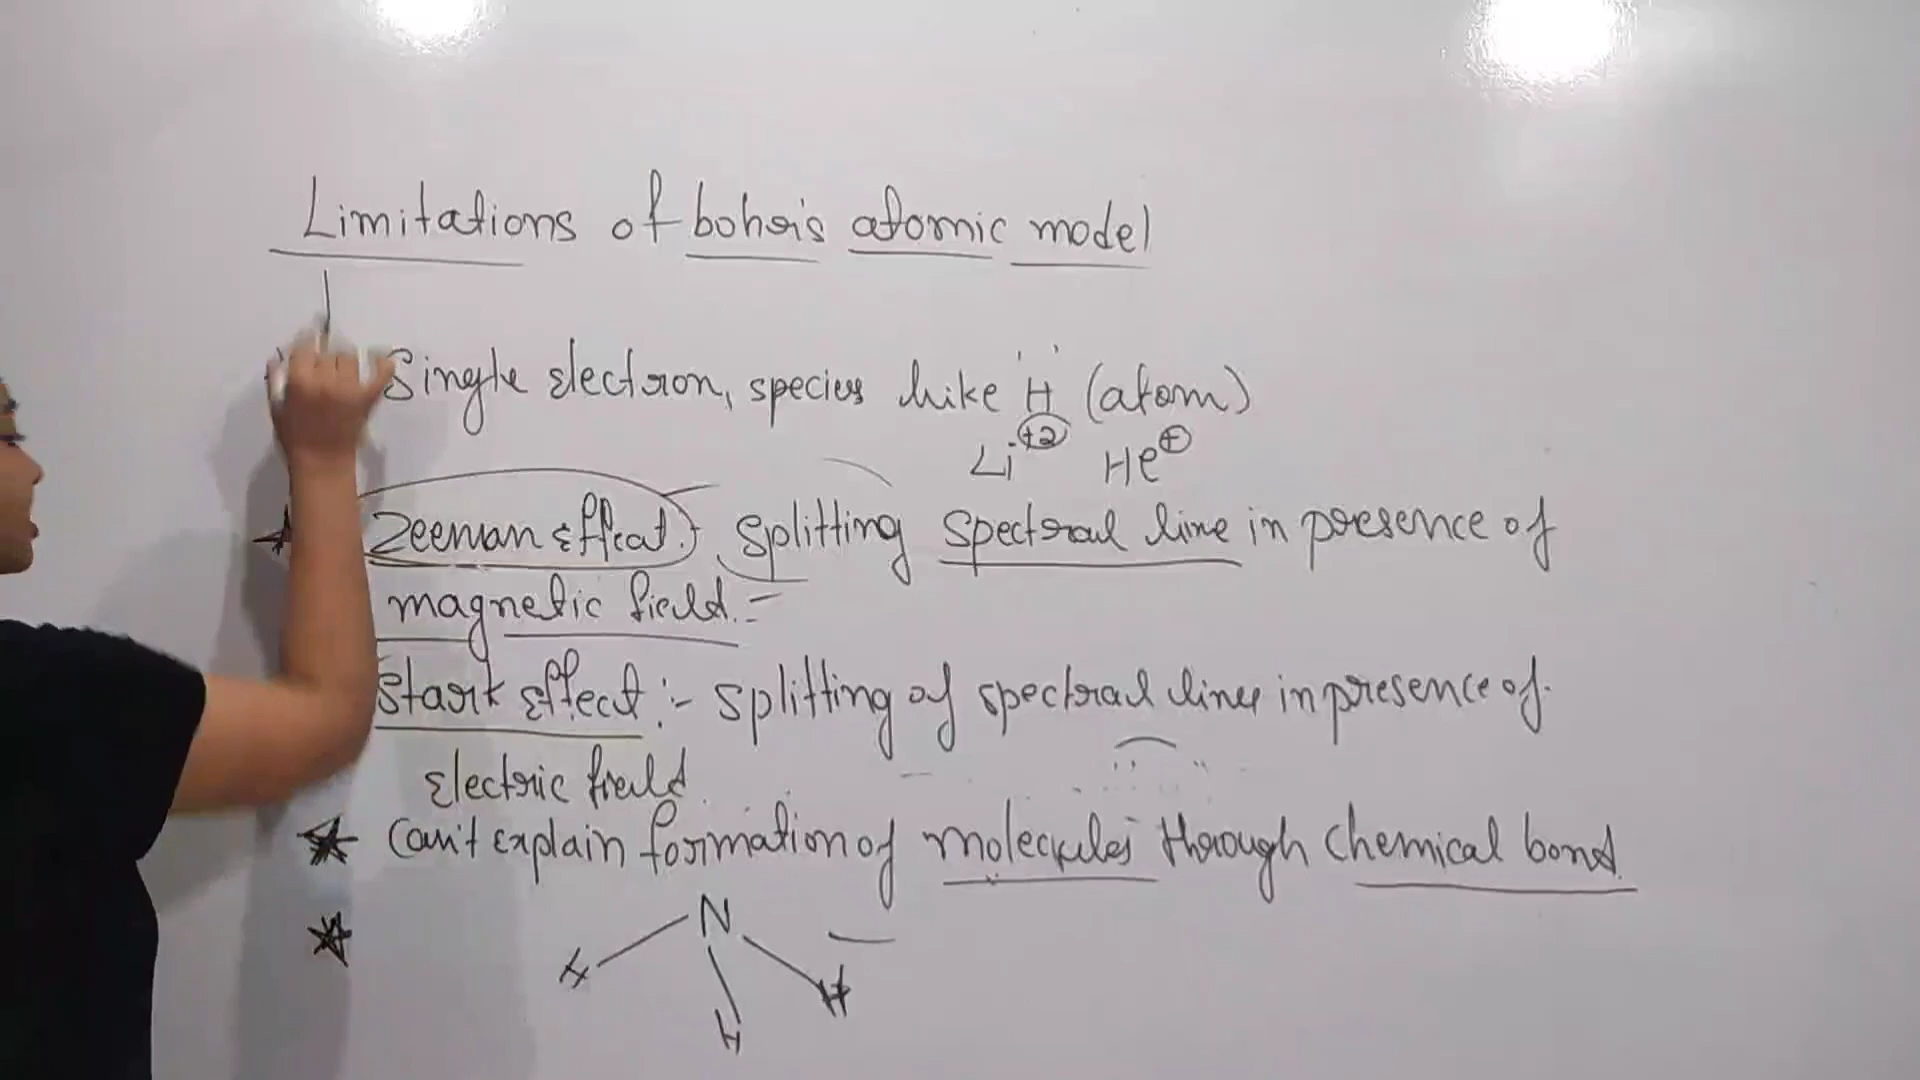 Limitations of bohr's atomic model
Single electron, species like H (atom)
Li+2 He+
Zeeman Effect :- Splitting spectral line in presence of
magnetic field.-
Stark effect :- splitting of spectral lines in presence of.
Electric field.
Can't explain formation of molecules through chemical bond.
N
H H
H